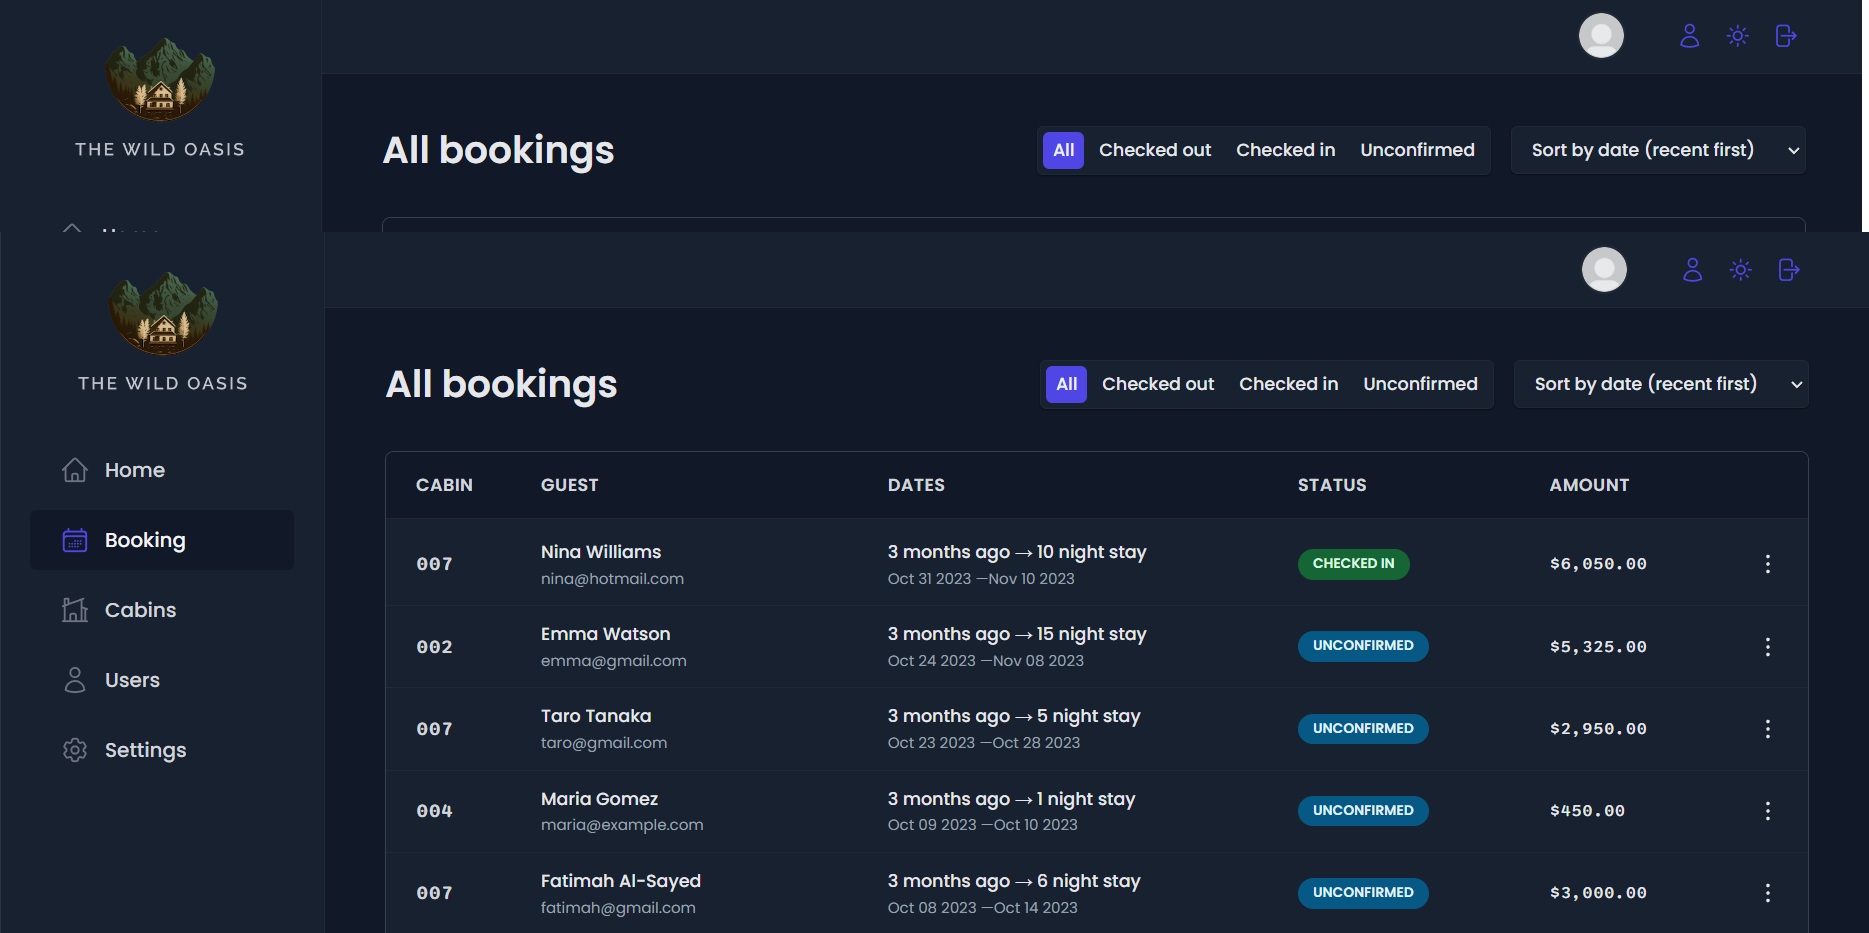 THE WILD OASIS
All bookings
All Checked out Checked in Unconfirmed
Sort by date (recent first)
THE WILD OASIS
Home
Booking
Cabins
Users
Settings
All bookings
All Checked out Checked in Unconfirmed
Sort by date (recent first)
CABIN GUEST DATES STATUS AMOUNT
007 Nina Williams 3 months ago → 10 night stay CHECKED IN $6,050.00
nina@hotmail.com Oct 31 2023 —Nov 10 2023
002 Emma Watson 3 months ago → 15 night stay UNCONFIRMED $5,325.00
emma@gmail.com Oct 24 2023 —Nov 08 2023
007 Taro Tanaka 3 months ago → 5 night stay UNCONFIRMED $2,950.00
taro@gmail.com Oct 23 2023 —Oct 28 2023
004 Maria Gomez 3 months ago → 1 night stay UNCONFIRMED $450.00
maria@example.com Oct 09 2023 —Oct 10 2023
007 Fatimah Al-Sayed 3 months ago → 6 night stay UNCONFIRMED $3,000.00
fatimah@gmail.com Oct 08 2023 —Oct 14 2023